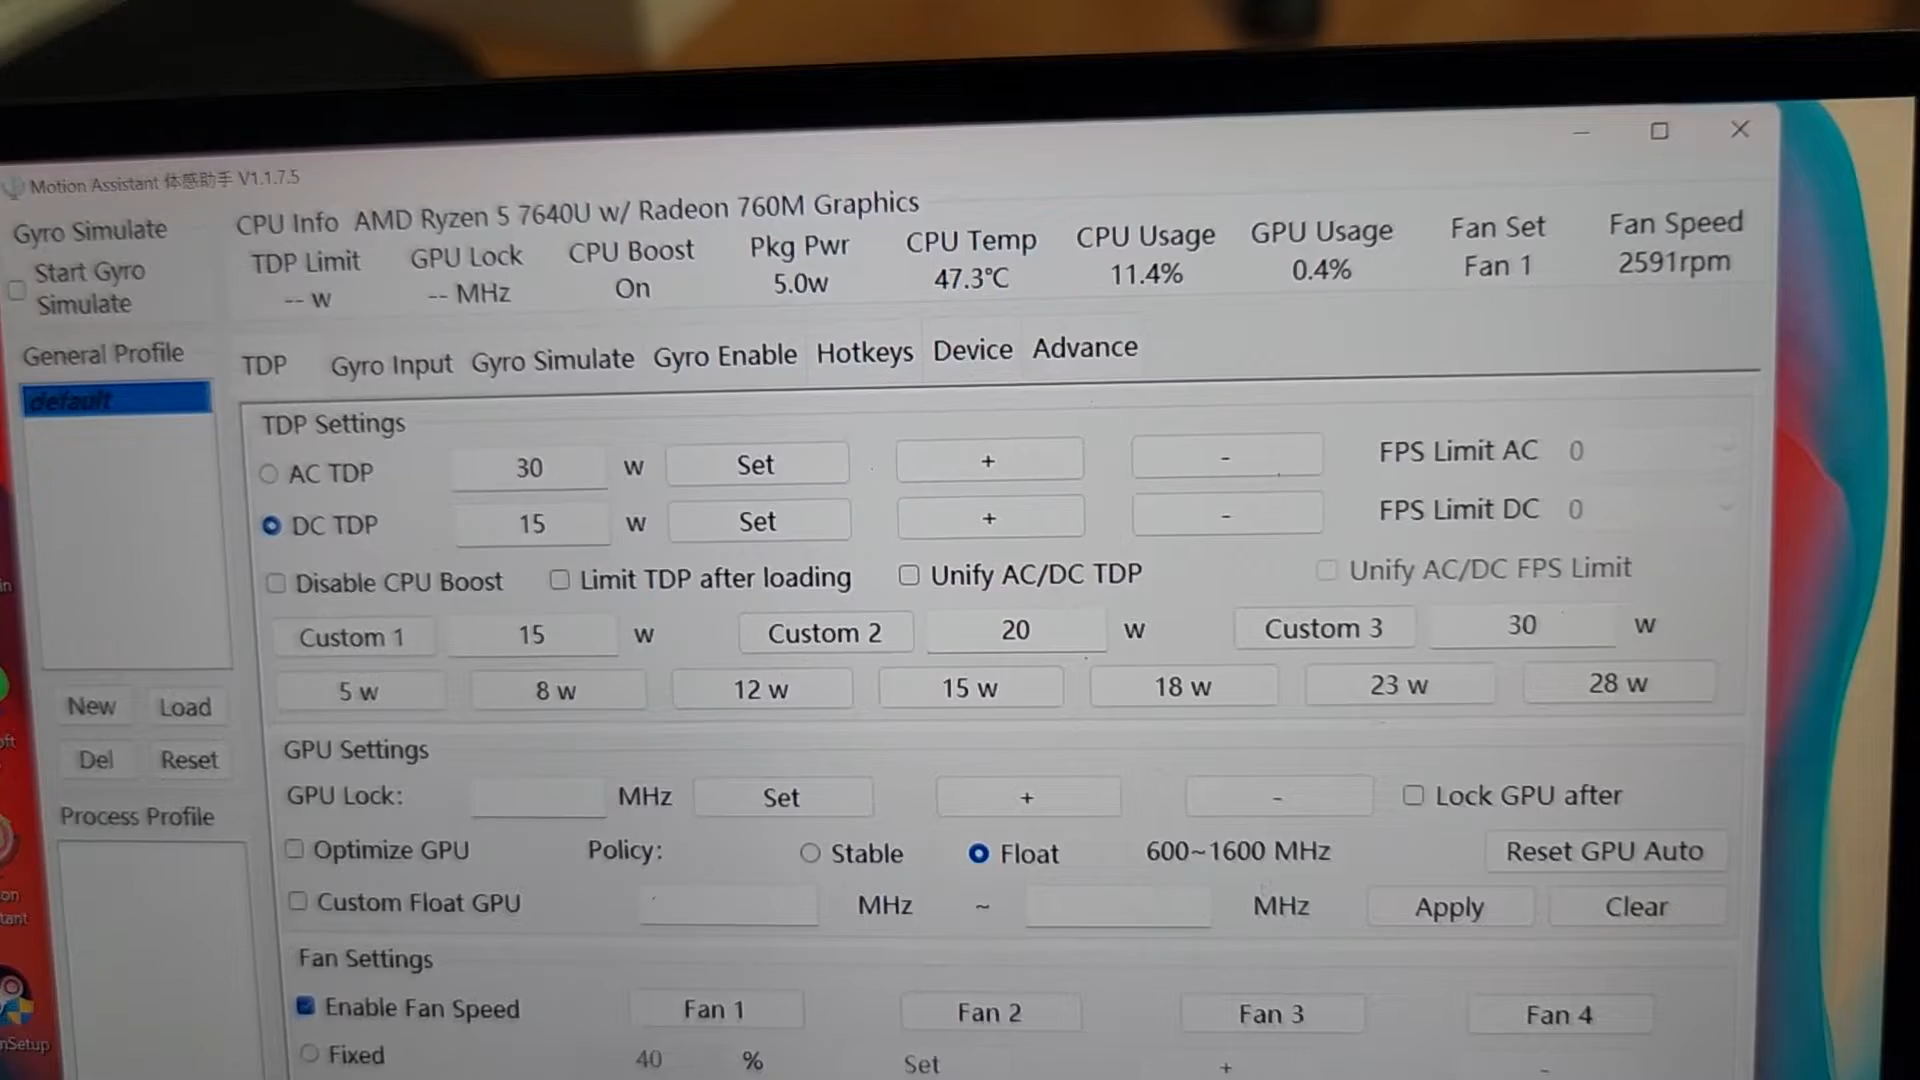 Motion Assistant 体感助手 V1.1.7.5
Gyro Simulate
Start Gyro
Simulate
CPU Info AMD Ryzen 5 7640U w/ Radeon 760M Graphics
TDP Limit GPU Lock CPU Boost Pkg Pwr CPU Temp CPU Usage GPU Usage Fan Set Fan Speed
-- w -- MHz On 5.0w 47.3℃ 11.4% 0.4% Fan 1 2591rpm
General Profile
default
TDP Gyro Input Gyro Simulate Gyro Enable Hotkeys Device Advance
TDP Settings
AC TDP 30 w Set + - FPS Limit AC 0
DC TDP 15 w Set + - FPS Limit DC 0
Disable CPU Boost Limit TDP after loading Unify AC/DC TDP Unify AC/DC FPS Limit
Custom 1 15 w Custom 2 20 w Custom 3 30 w
5 w 8 w 12 w 15 w 18 w 23 w 28 w
New Load
Del Reset
Process Profile
GPU Settings
GPU Lock: MHz Set + - Lock GPU after
Optimize GPU Policy: Stable Float 600~1600 MHz Reset GPU Auto
Custom Float GPU MHz ~ MHz Apply Clear
Fan Settings
Enable Fan Speed Fan 1 Fan 2 Fan 3 Fan 4
Fixed 40 % Set + -
in
oft
on
tant
nSetup